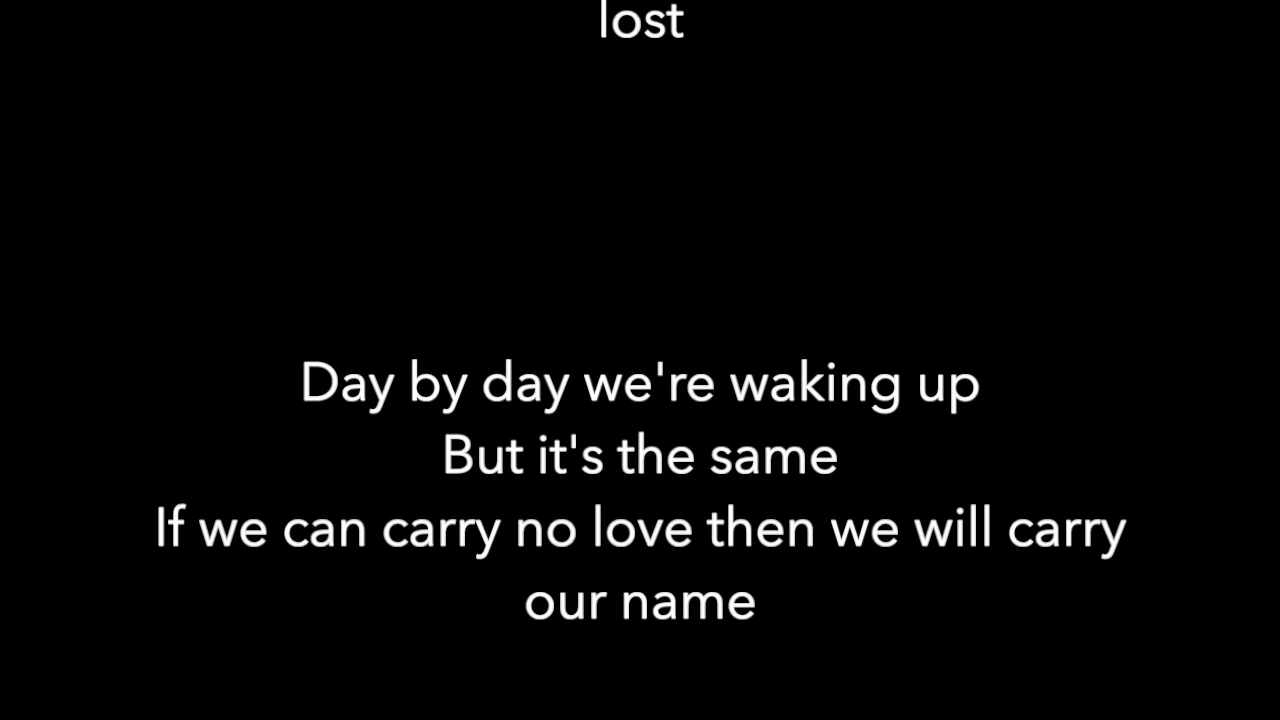 lost
Day by day we're waking up
But it's the same
If we can carry no love then we will carry
our name